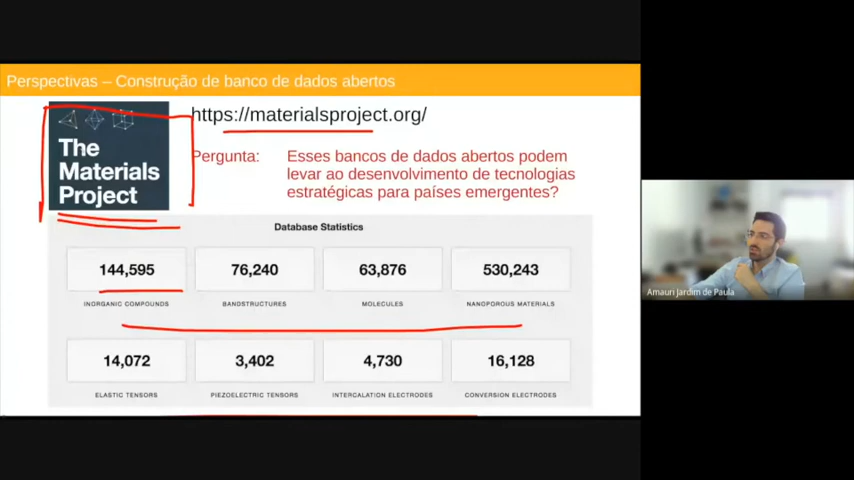 Perspectivas – Construção de banco de dados abertos
The
Materials
Project
https://materialsproject.org/
Pergunta:
Esses bancos de dados abertos podem
levar ao desenvolvimento de tecnologias
estratégicas para países emergentes?
Database Statistics
144,595
76,240
63,876
530,243
INORGANIC COMPOUNDS
BANDSTRUCTURES
MOLECULES
NANOPOROUS MATERIALS
14,072
3,402
4,730
16,128
ELASTIC TENSORS
PIEZOELECTRIC TENSORS
INTERCALATION ELECTRODES
CONVERSION ELECTRODES
Amauri Jardim de Paula